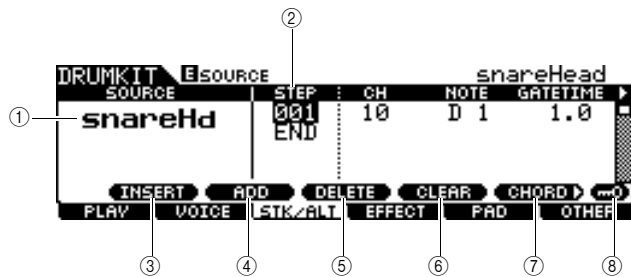 ②
DRUMKIT E SOURCE snareHead
SOURCE STEP CH NOTE GATETIME
① snareHd 001 10 D 1 1.0
END
INSERT ADD DELETE CLEAR CHORD
PLAY VOICE STK/ALT EFFECT PAD OTHER
③ ④ ⑤ ⑥ ⑦ ⑧